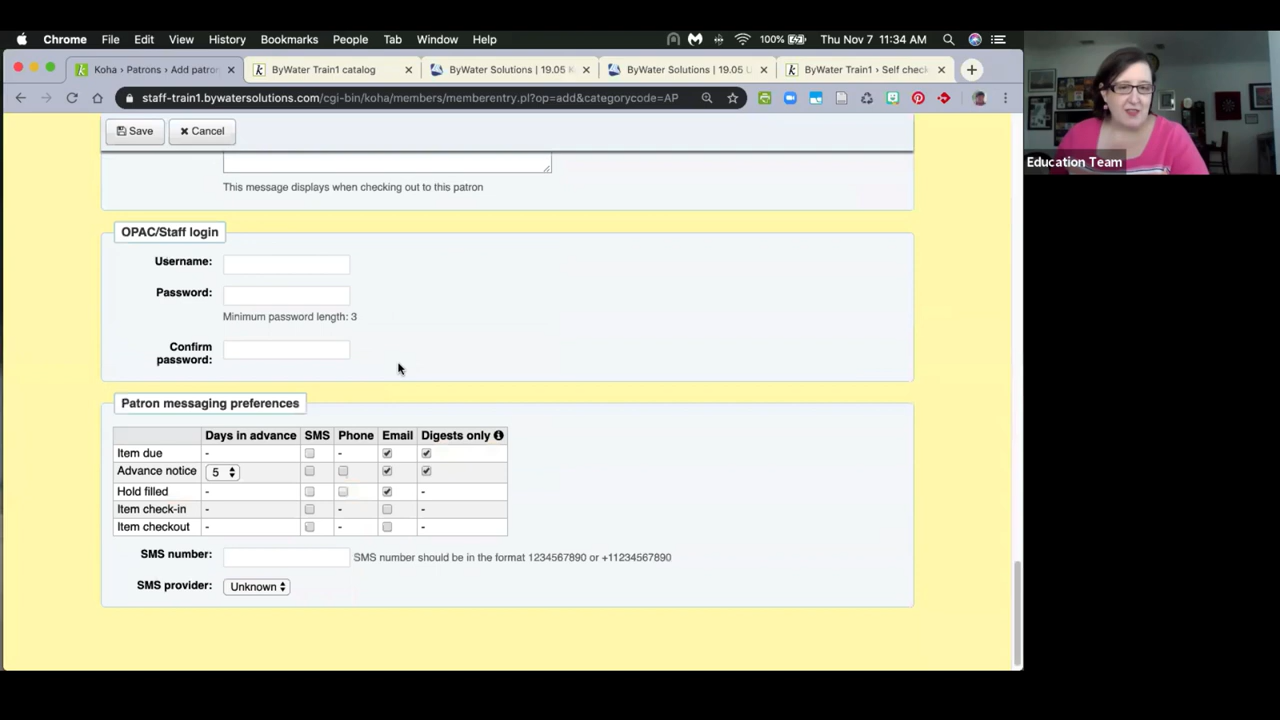 Chrome File Edit View History Bookmarks People Tab Window Help 100% Thu Nov 7 11:34 AM
Koha › Patrons › Add patron ByWater Train1 catalog ByWater Solutions | 19.05 ByWater Solutions | 19.05 ByWater Train1 › Self
staff-train1.bywatersolutions.com/cgi-bin/koha/members/memberentry.pl?op=add&categorycode=AP
Save Cancel
Education Team
This message displays when checking out to this patron
OPAC/Staff login
Username:
Password:
Minimum password length: 3
Confirm
password:
Patron messaging preferences
Days in advance SMS Phone Email Digests only
Item due - -
Advance notice 5
Hold filled - -
Item check-in - - -
Item checkout - - -
SMS number: SMS number should be in the format 1234567890 or +11234567890
SMS provider: Unknown